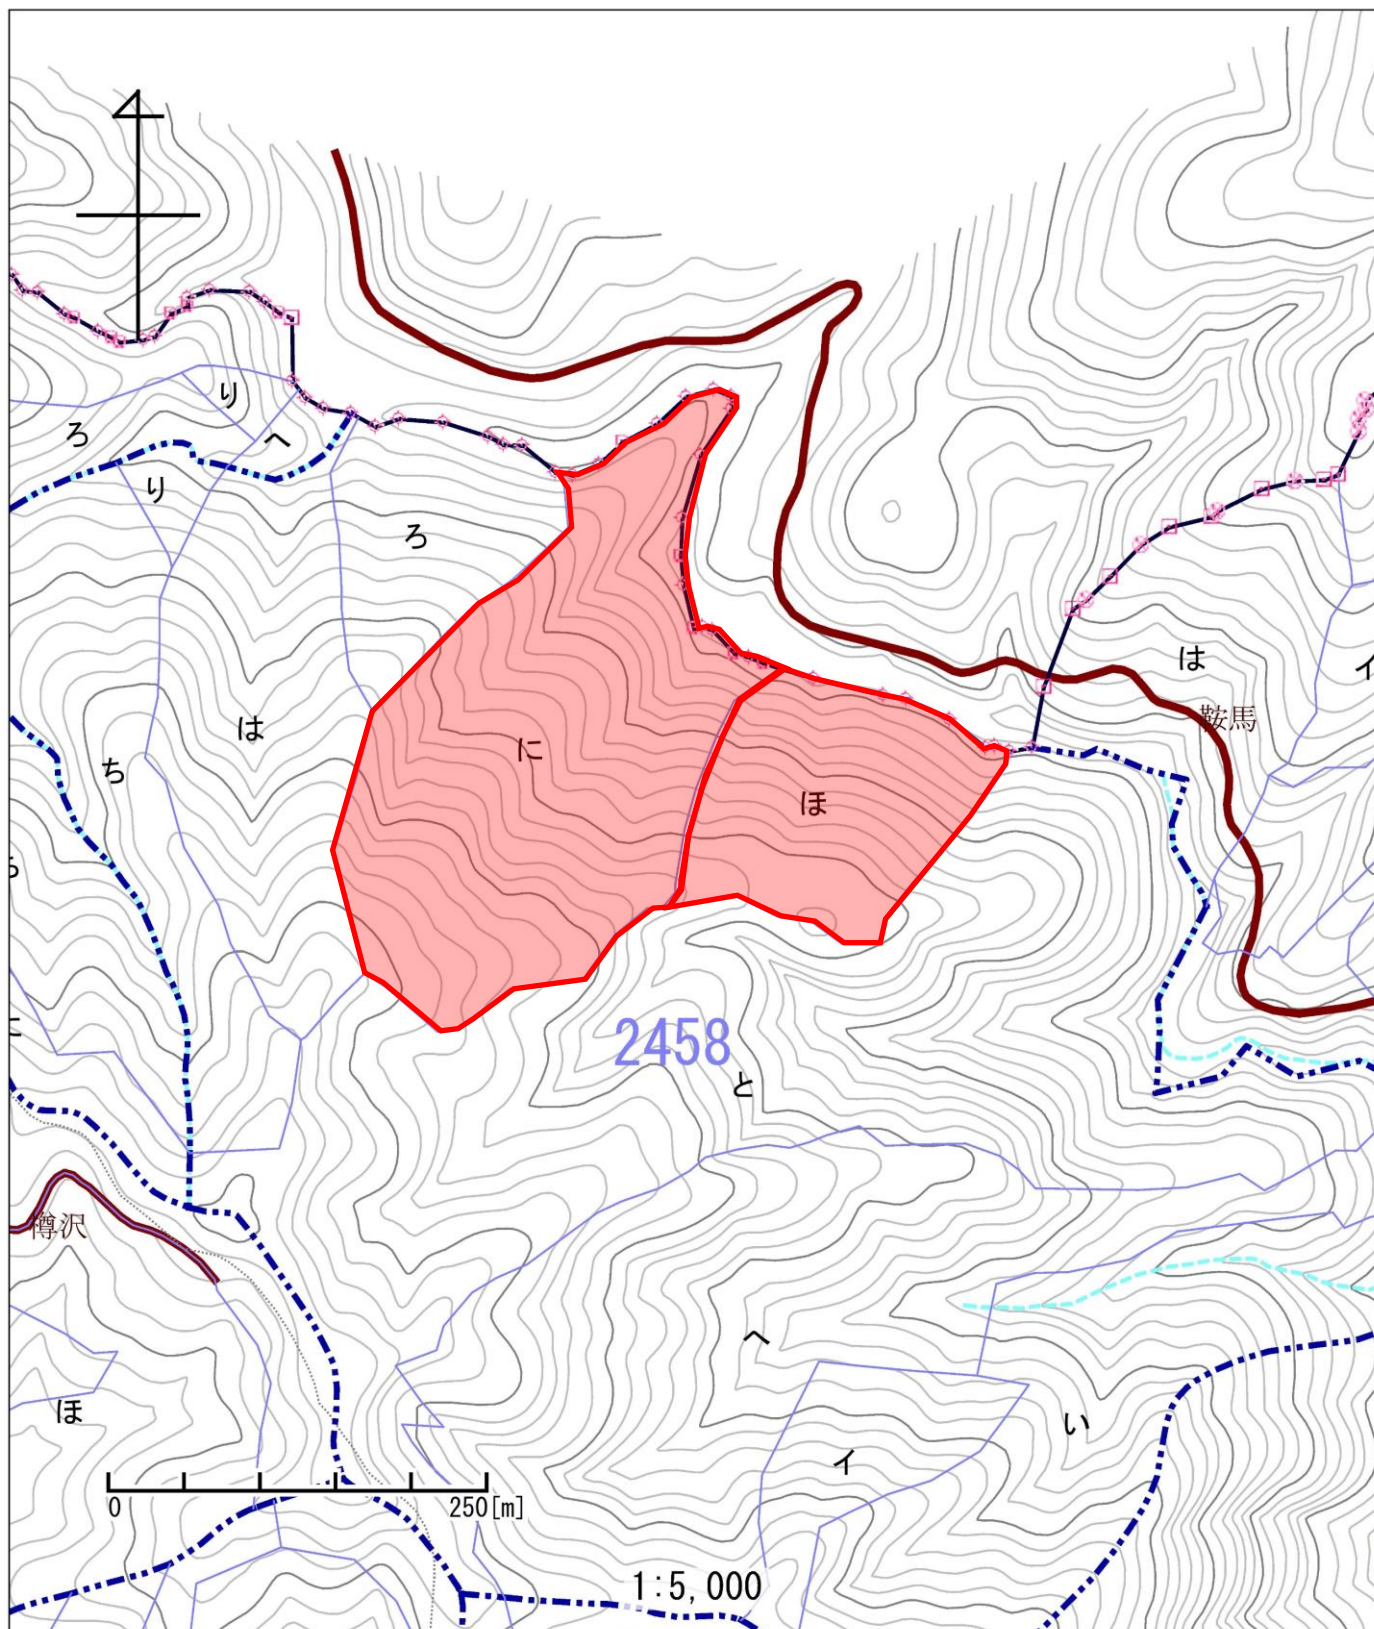 り
ろ
へ
り
ろ
は
イ
鞍馬
は
に
ち
ほ
2458
と
樽沢
へ
ほ
い
イ
0 250[m]
1:5,000